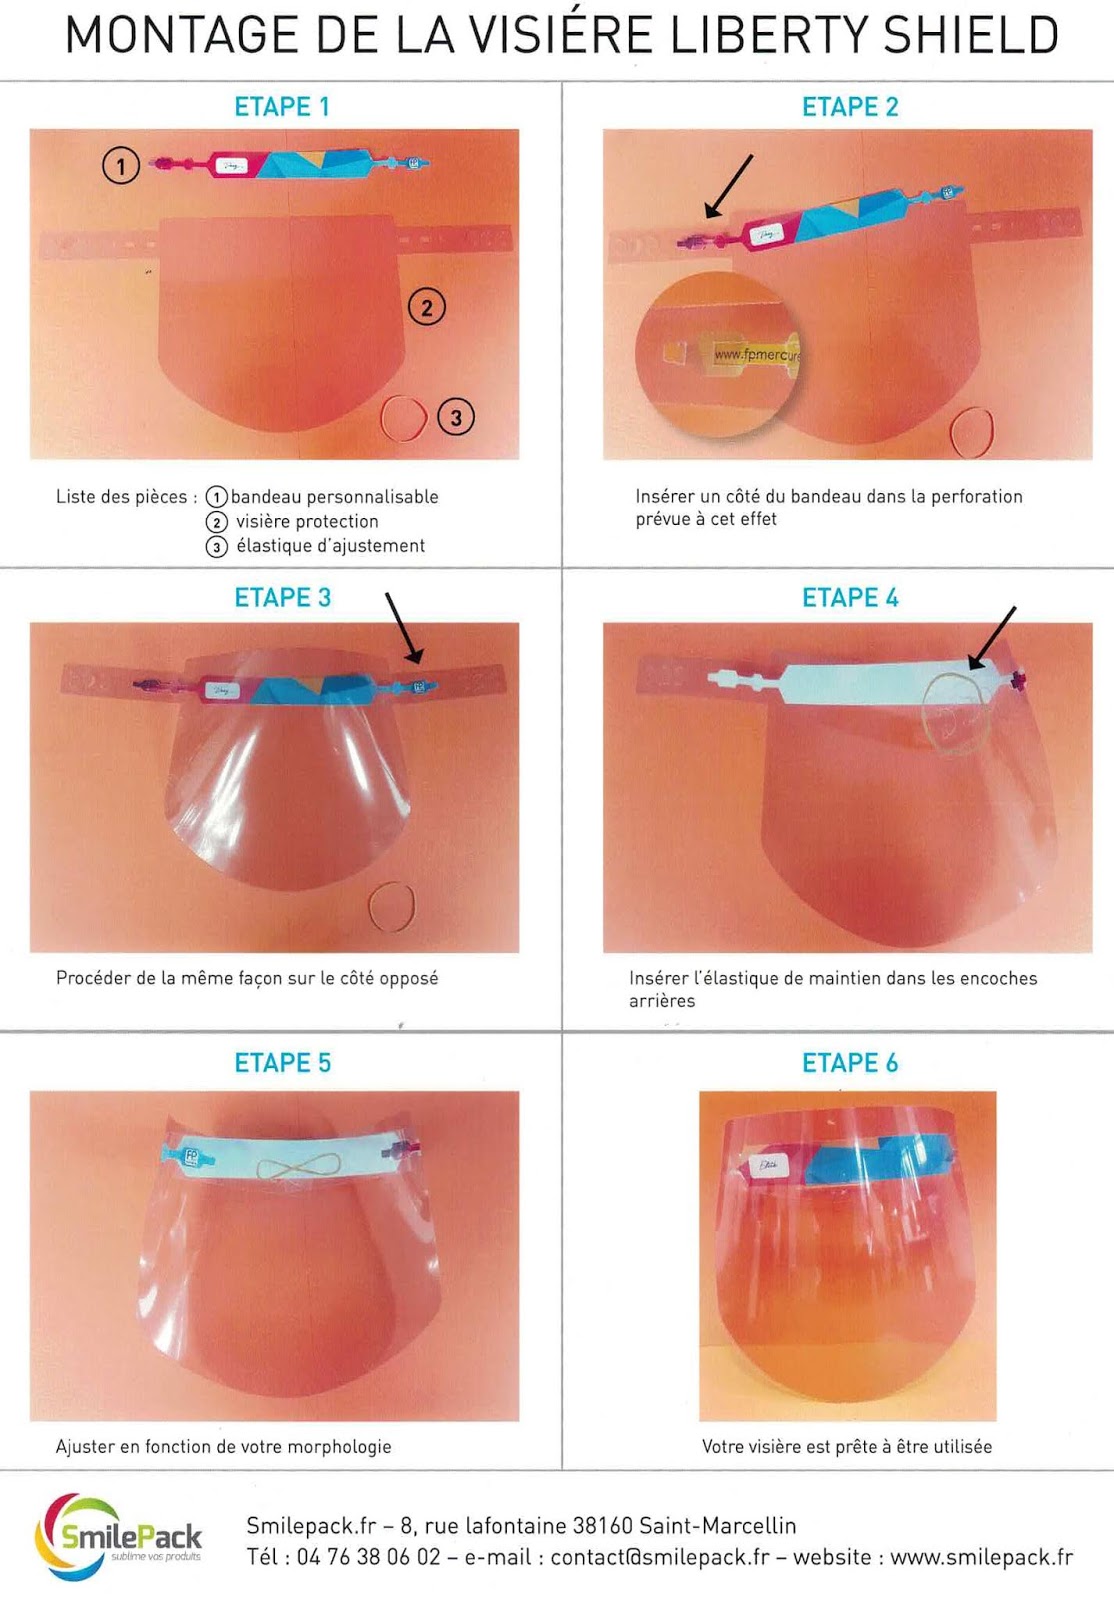 MONTAGE DE LA VISIÉRE LIBERTY SHIELD
ETAPE 1
1
2
3
Liste des pièces : 1 bandeau personnalisable
2 visière protection
3 élastique d'ajustement
ETAPE 2
FP
www.fpmercure
Insérer un côté du bandeau dans la perforation
prévue à cet effet
ETAPE 3
Procéder de la même façon sur le côté opposé
ETAPE 4
Insérer l'élastique de maintien dans les encoches
arrières
ETAPE 5
FP
Ajuster en fonction de votre morphologie
ETAPE 6
Votre visière est prête à être utilisée
SmilePack
sublime vos produits
Smilepack.fr – 8, rue lafontaine 38160 Saint-Marcellin
Tél : 04 76 38 06 02 – e-mail : contact@smilepack.fr – website : www.smilepack.fr